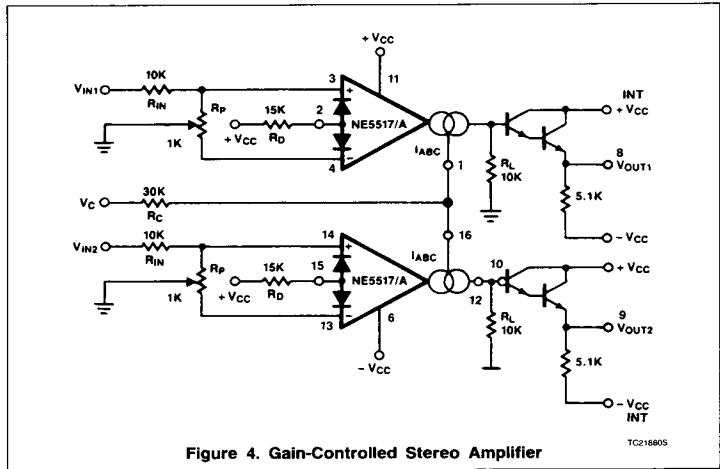 +VCC
11
INT
10K
3
+
+VCC
VIN1
RIN
RP
15K
2
NE5517/A
8
VOUT1
1K
+VCC
RD
IABC
1
RL
10K
5.1K
4
−
30K
VC
RC
−VCC
16
10K
14
+
IABC
10
+VCC
VIN2
RIN
RP
15K
15
NE5517/A
12
9
VOUT2
1K
+VCC
RD
RL
10K
6
13
−
5.1K
−VCC
−VCC
INT
TC21880S
Figure 4. Gain-Controlled Stereo Amplifier